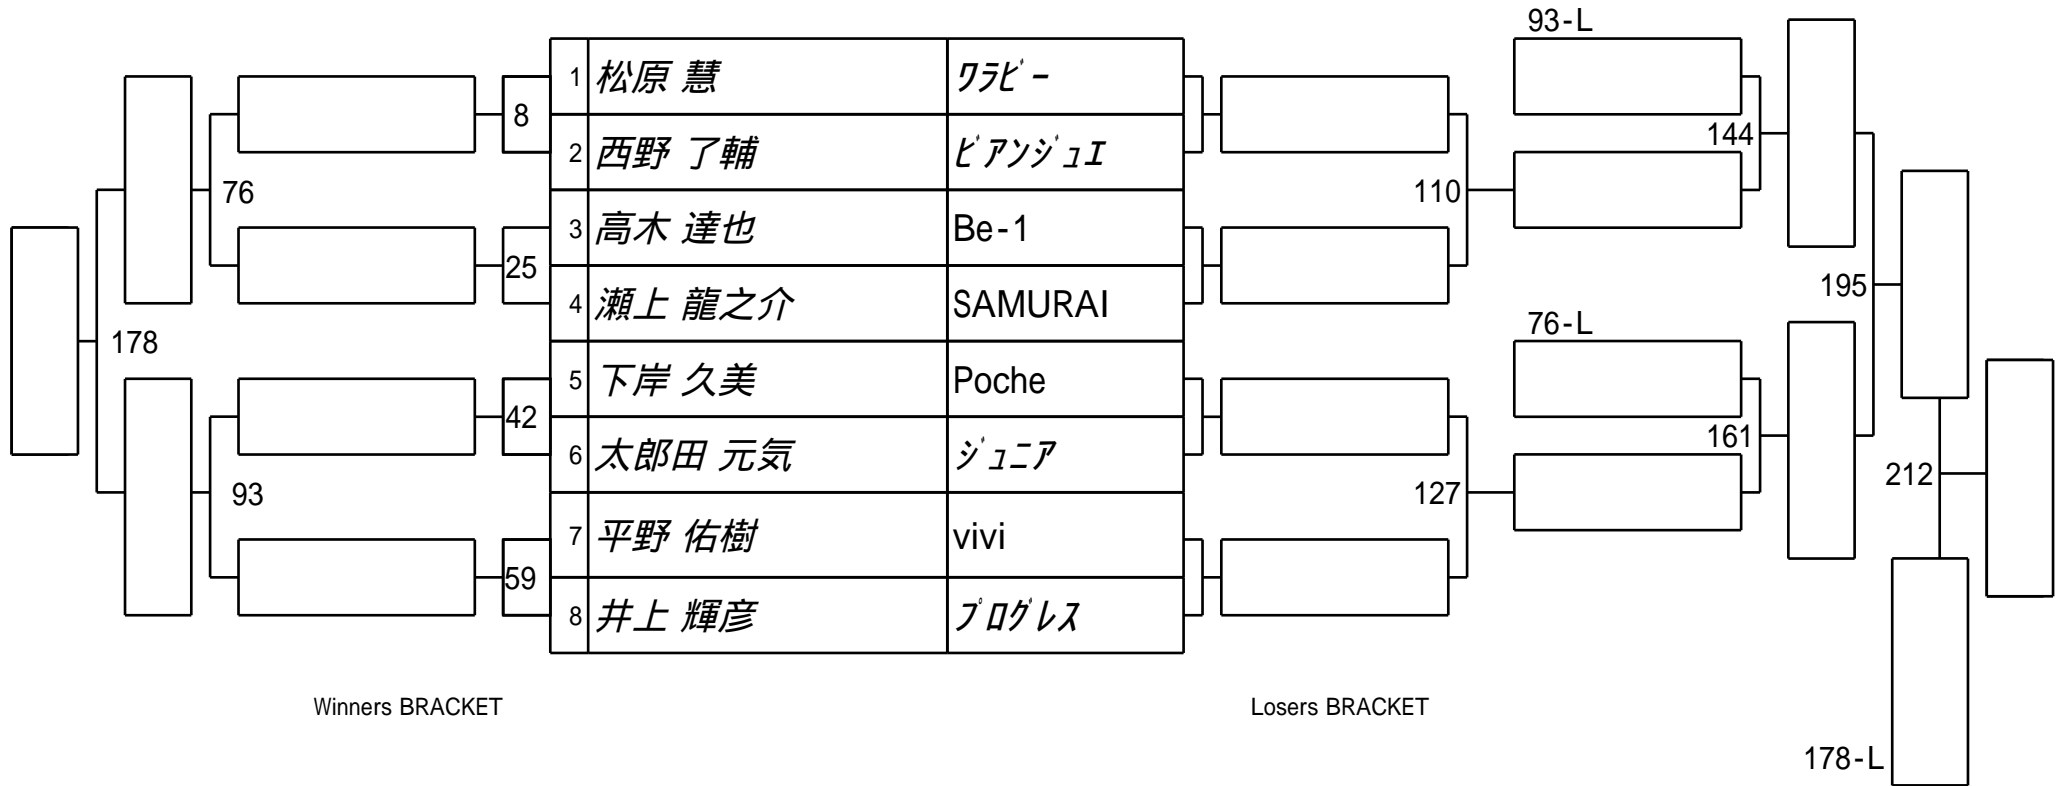 93-L
1 松原 慧 ﾜﾗﾋﾞｰ
8
144
2 西野 了輔 ﾋﾞｱﾝｼﾞｭｴ
76
110
3 高木 達也 Be-1
25
195
4 瀬上 龍之介 SAMURAI
76-L
178
5 下岸 久美 Poche
42
161
6 太郎田 元気 ｼﾞｭﾆｱ
212
93
127
7 平野 佑樹 vivi
59
8 井上 輝彦 ﾌﾟﾛｸﾞﾚｽ
Winners BRACKET
Losers BRACKET
178-L